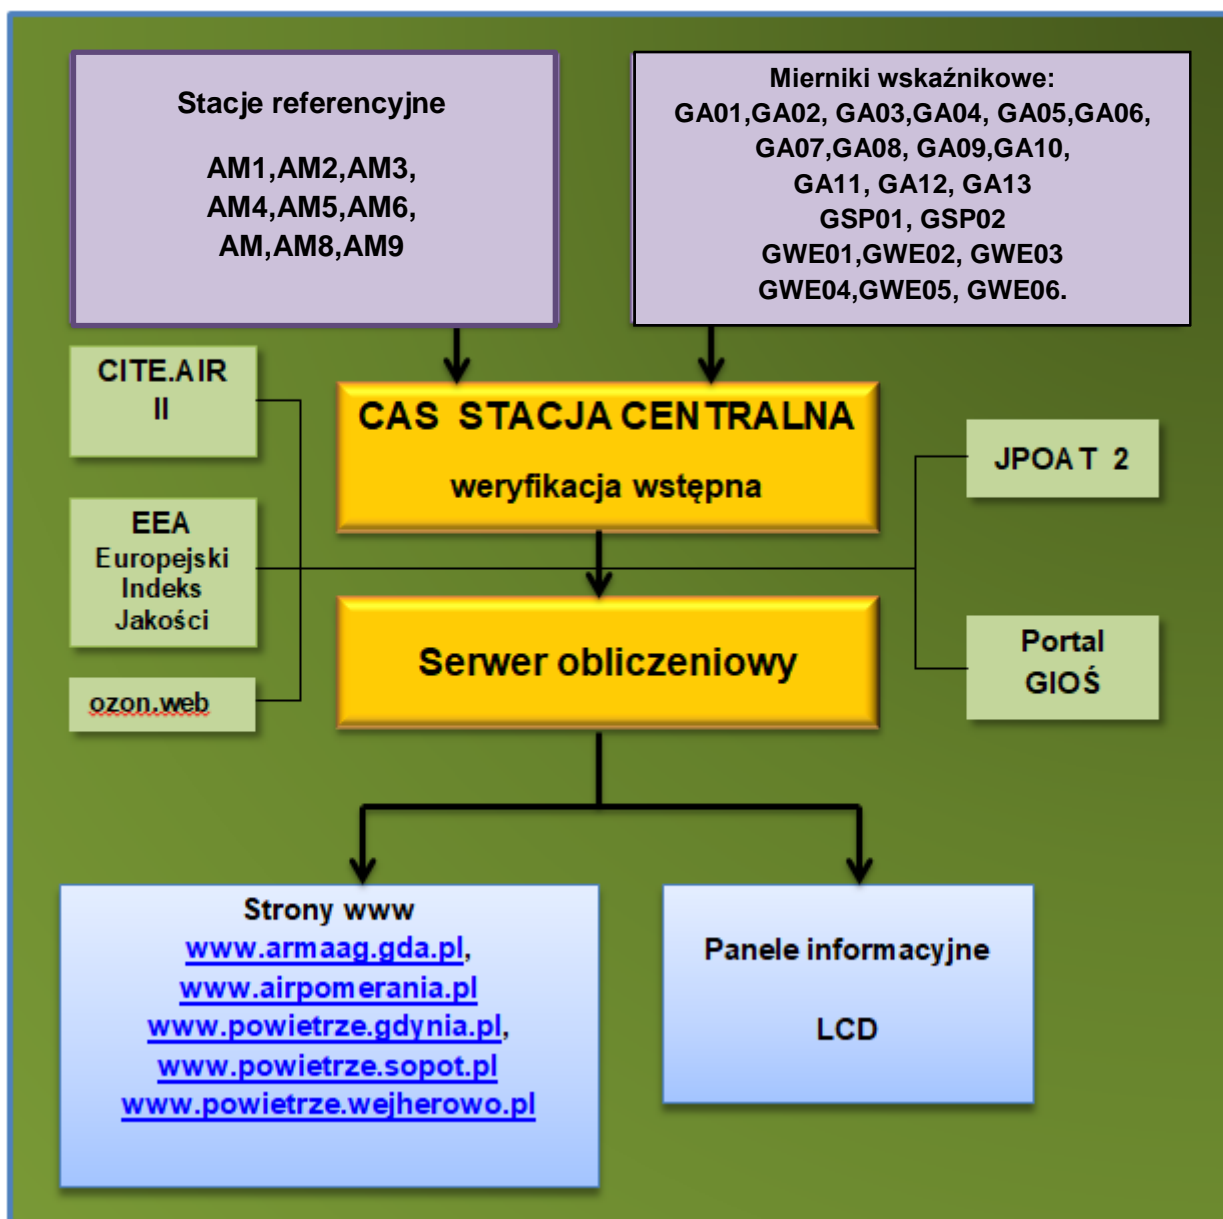 Stacje referencyjne
AM1,AM2,AM3,
AM4,AM5,AM6,
AM,AM8,AM9
Mierniki wskaźnikowe:
GA01,GA02, GA03,GA04, GA05,GA06,
GA07,GA08, GA09,GA10,
GA11, GA12, GA13
GSP01, GSP02
GWE01,GWE02, GWE03
GWE04,GWE05, GWE06.
CITE.AIR
II
CAS STACJA CENTRALNA
weryfikacja wstępna
JPOAT 2
EEA
Europejski
Indeks
Jakości
Serwer obliczeniowy
Portal
GIOŚ
ozon.web
Strony www
www.armaag.gda.pl,
www.airpomerania.pl
www.powietrze.gdynia.pl,
www.powietrze.sopot.pl
www.powietrze.wejherowo.pl
Panele informacyjne
LCD